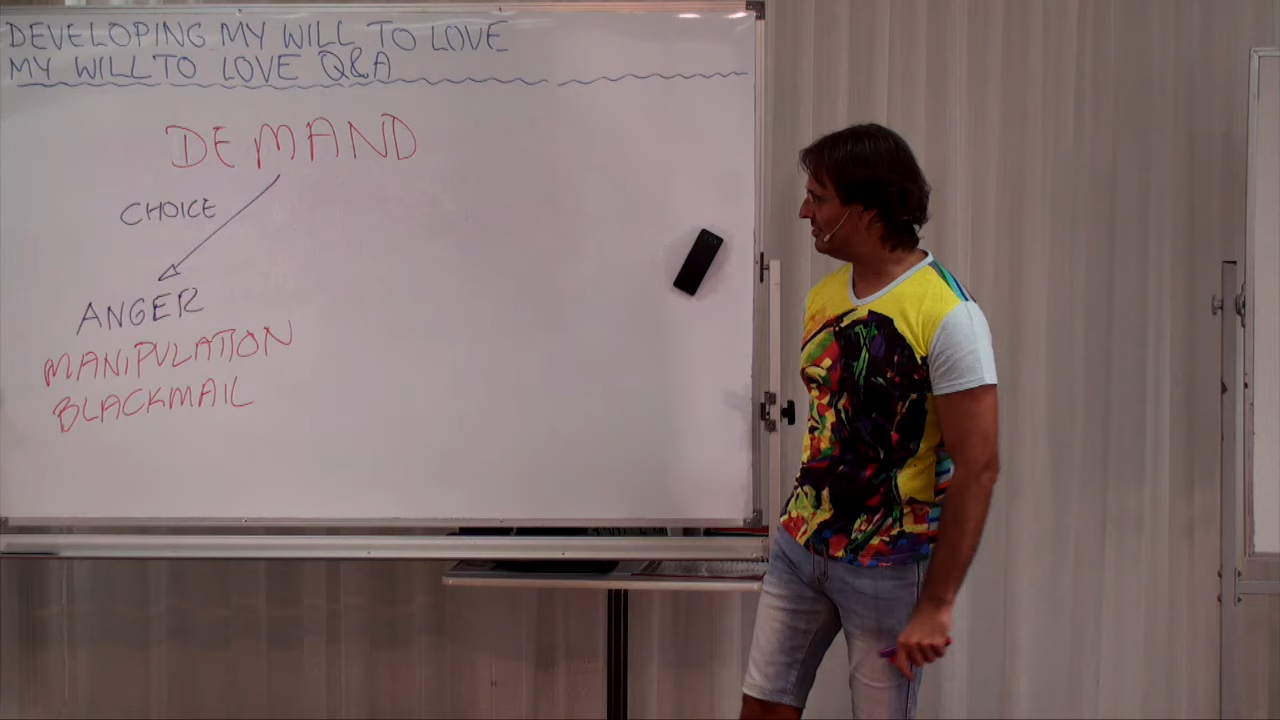 DEVELOPING MY WILL TO LOVE
MY WILL TO LOVE Q&A
DEMAND
CHOICE
ANGER
MANIPULATION
BLACKMAIL